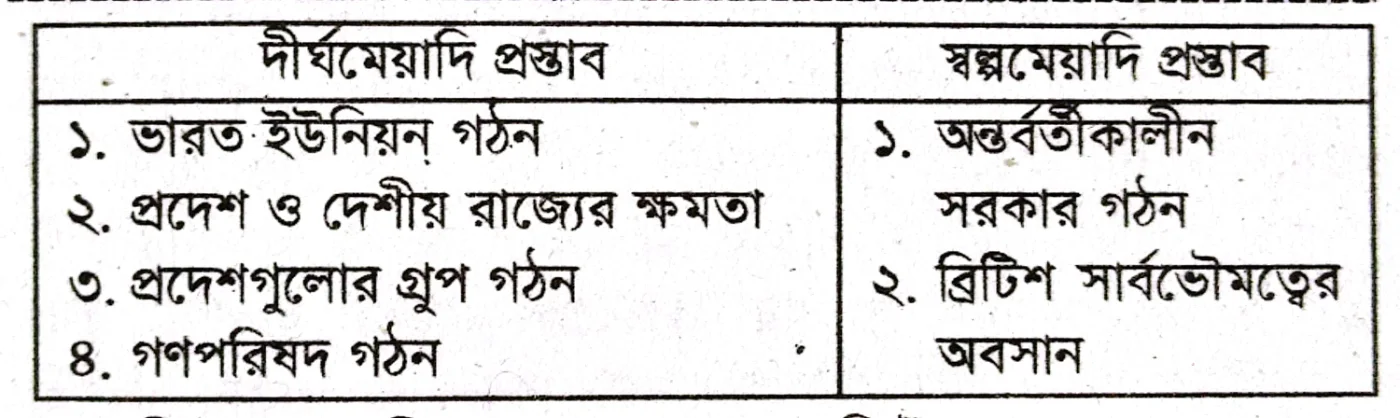 দীর্ঘমেয়াদি প্রস্তাব
১. ভারত ইউনিয়ন গঠন
২. প্রদেশ ও দেশীয় রাজ্যের ক্ষমতা
৩. প্রদেশগুলোর গ্রুপ গঠন
৪. গণপরিষদ গঠন
স্বল্পমেয়াদি প্রস্তাব
১. অন্তর্বর্তীকালীন
সরকার গঠন
২. ব্রিটিশ সার্বভৌমত্বের
অবসান